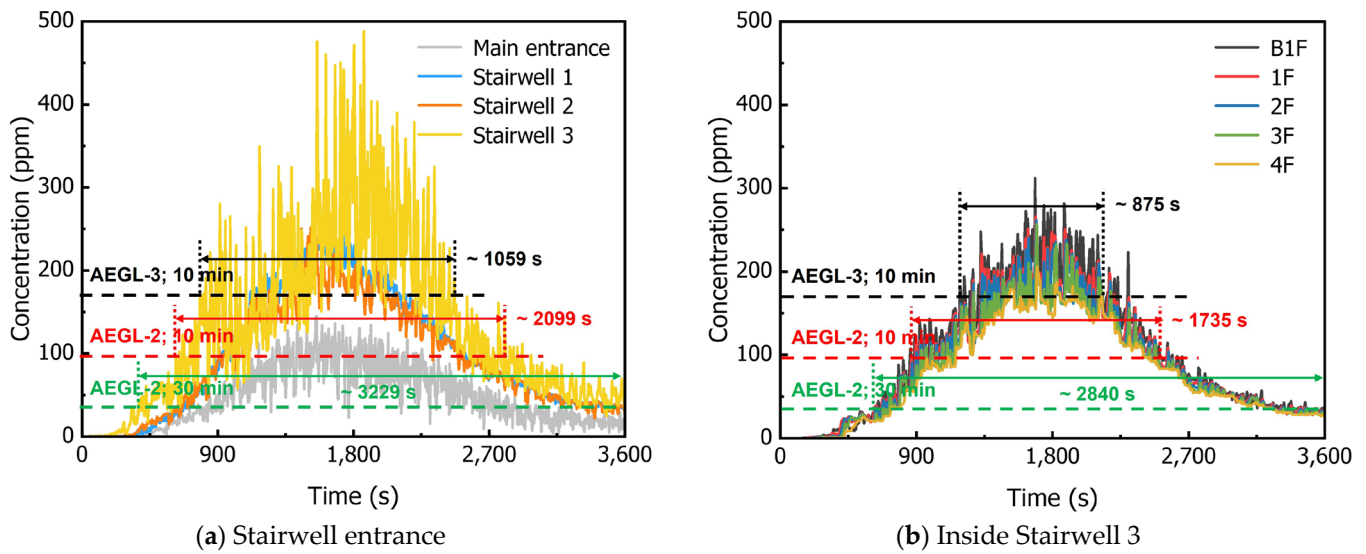 500
400
300
200
100
0
Concentration (ppm)
Main entrance
Stairwell 1
Stairwell 2
Stairwell 3
~ 1059 s
AEGL-3; 10 min
~ 2099 s
AEGL-2; 10 min
AEGL-2; 30 min
~ 3229 s
0
900
1,800
2,700
3,600
Time (s)
(a) Stairwell entrance
500
400
300
200
100
0
Concentration (ppm)
B1F
1F
2F
3F
4F
~ 875 s
AEGL-3; 10 min
~ 1735 s
AEGL-2; 10 min
AEGL-2; 30 min
~ 2840 s
0
900
1,800
2,700
3,600
Time (s)
(b) Inside Stairwell 3